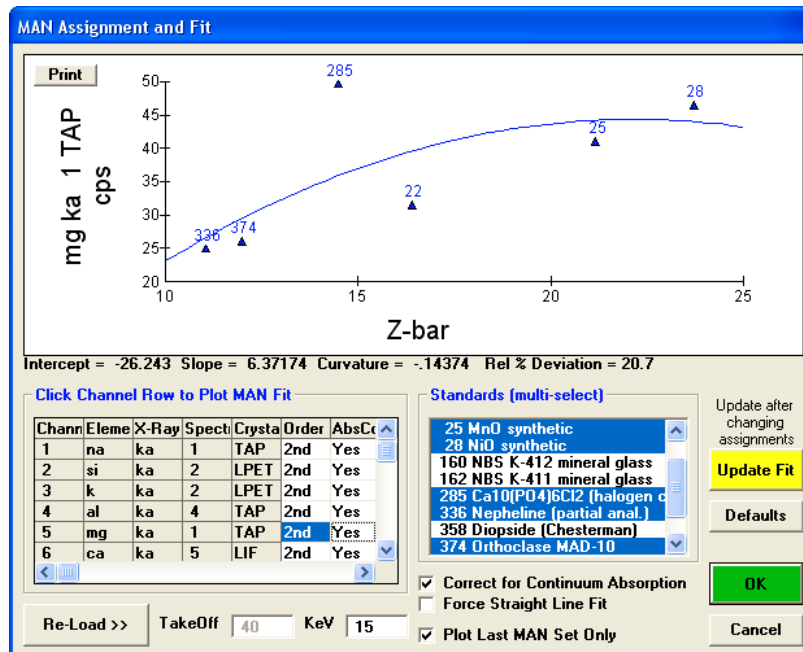 MAN Assignment and Fit
Print
mg ka 1 TAP
cps
50
45
40
35
30
25
20
10
15
20
25
285
28
25
22
336
374
Z-bar
Intercept = -26.243 Slope = 6.37174 Curvature = -.14374 Rel % Deviation = 20.7
Click Channel Row to Plot MAN Fit
Chann Eleme X-Ray Spectr Crysta Order AbsCo
1 na ka 1 TAP 2nd Yes
2 si ka 2 LPET 2nd Yes
3 k ka 2 LPET 2nd Yes
4 al ka 4 TAP 2nd Yes
5 mg ka 1 TAP 2nd Yes
6 ca ka 5 LIF 2nd Yes
Standards (multi-select)
25 MnO synthetic
28 NiO synthetic
160 NBS K-412 mineral glass
162 NBS K-411 mineral glass
285 Ca10(PO4)6Cl2 (halogen c
336 Nepheline (partial anal.)
358 Diopside (Chesterman)
374 Orthoclase MAD-10
Update after
changing
assignments
Update Fit
Defaults
OK
Cancel
Correct for Continuum Absorption
Force Straight Line Fit
Plot Last MAN Set Only
Re-Load >>
TakeOff 40 KeV 15